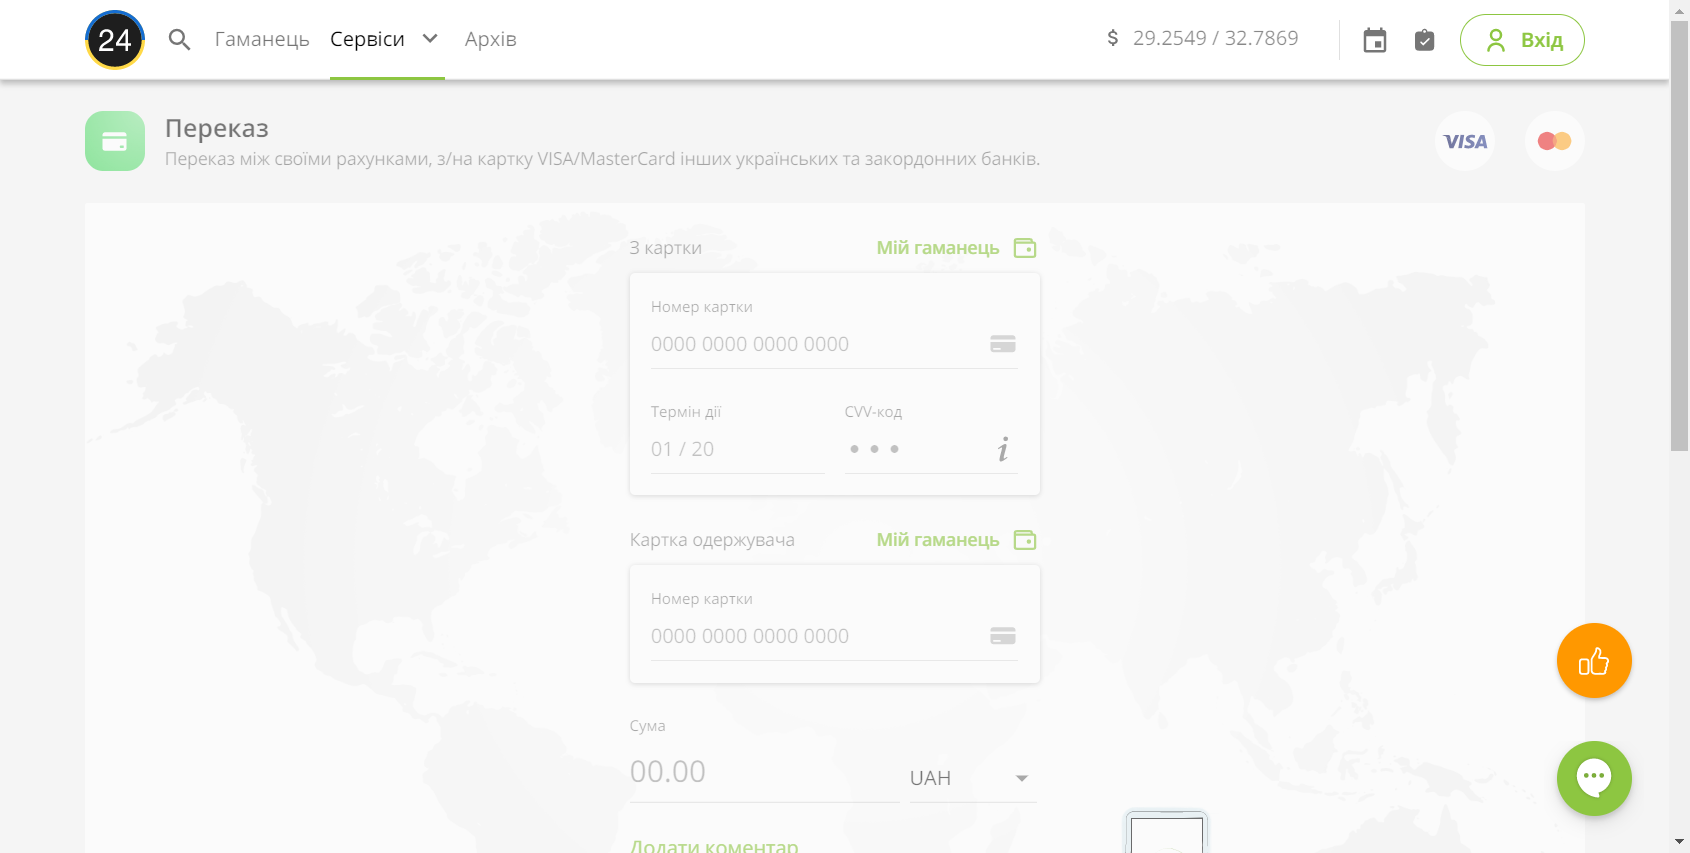 24
Гаманець Сервіси Архів
$ 29.2549 / 32.7869
Вхід
Переказ
Переказ між своїми рахунками, з/на картку VISA/MasterCard інших українських та закордонних банків.
VISA
З картки Мій гаманець
Номер картки
0000 0000 0000 0000
Термін дії CVV-код
01 / 20 • • • i
Картка одержувача Мій гаманець
Номер картки
0000 0000 0000 0000
Сума
00.00 UAH
Додати коментар